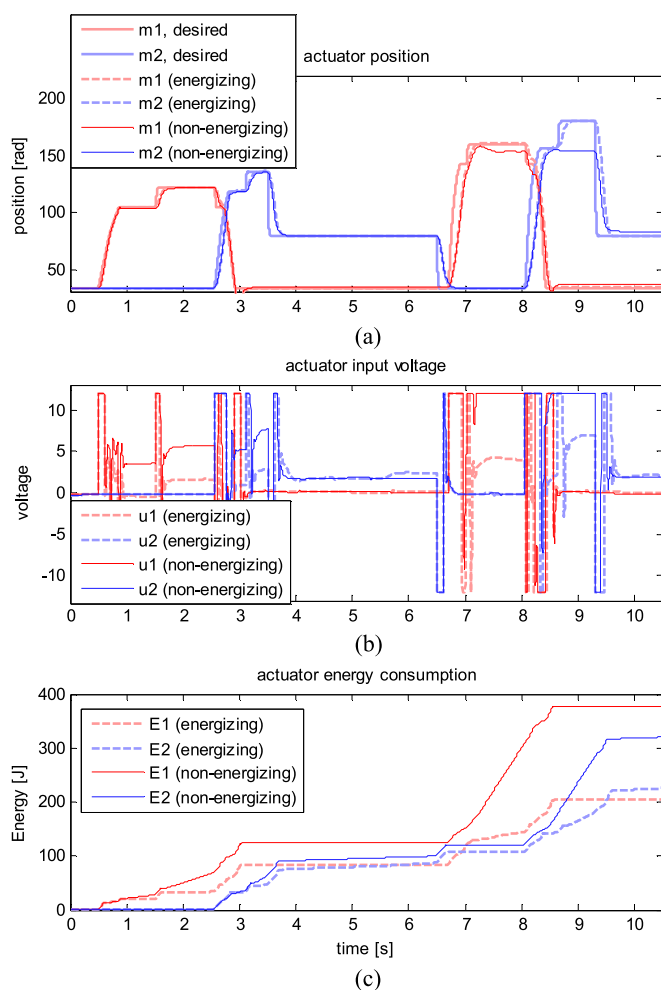 actuator position
m1, desired
m2, desired
m1 (energizing)
m2 (energizing)
m1 (non-energizing)
m2 (non-energizing)
position [rad]
200
150
100
50
0 1 2 3 4 5 6 7 8 9 10
(a)
actuator input voltage
voltage
10
5
0
-5
-10
u1 (energizing)
u2 (energizing)
u1 (non-energizing)
u2 (non-energizing)
0 1 2 3 4 5 6 7 8 9 10
(b)
actuator energy consumption
Energy [J]
400
300
200
100
0
E1 (energizing)
E2 (energizing)
E1 (non-energizing)
E2 (non-energizing)
0 1 2 3 4 5 6 7 8 9 10
time [s]
(c)